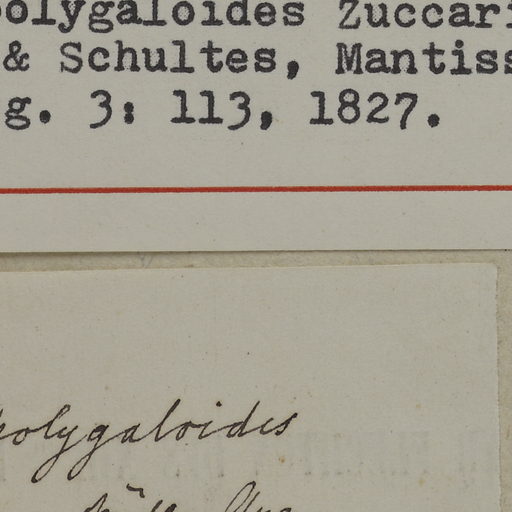 polygaloides Zuccari
& Schultes, Mantiss
g. 3: 113, 1827.
polygaloides